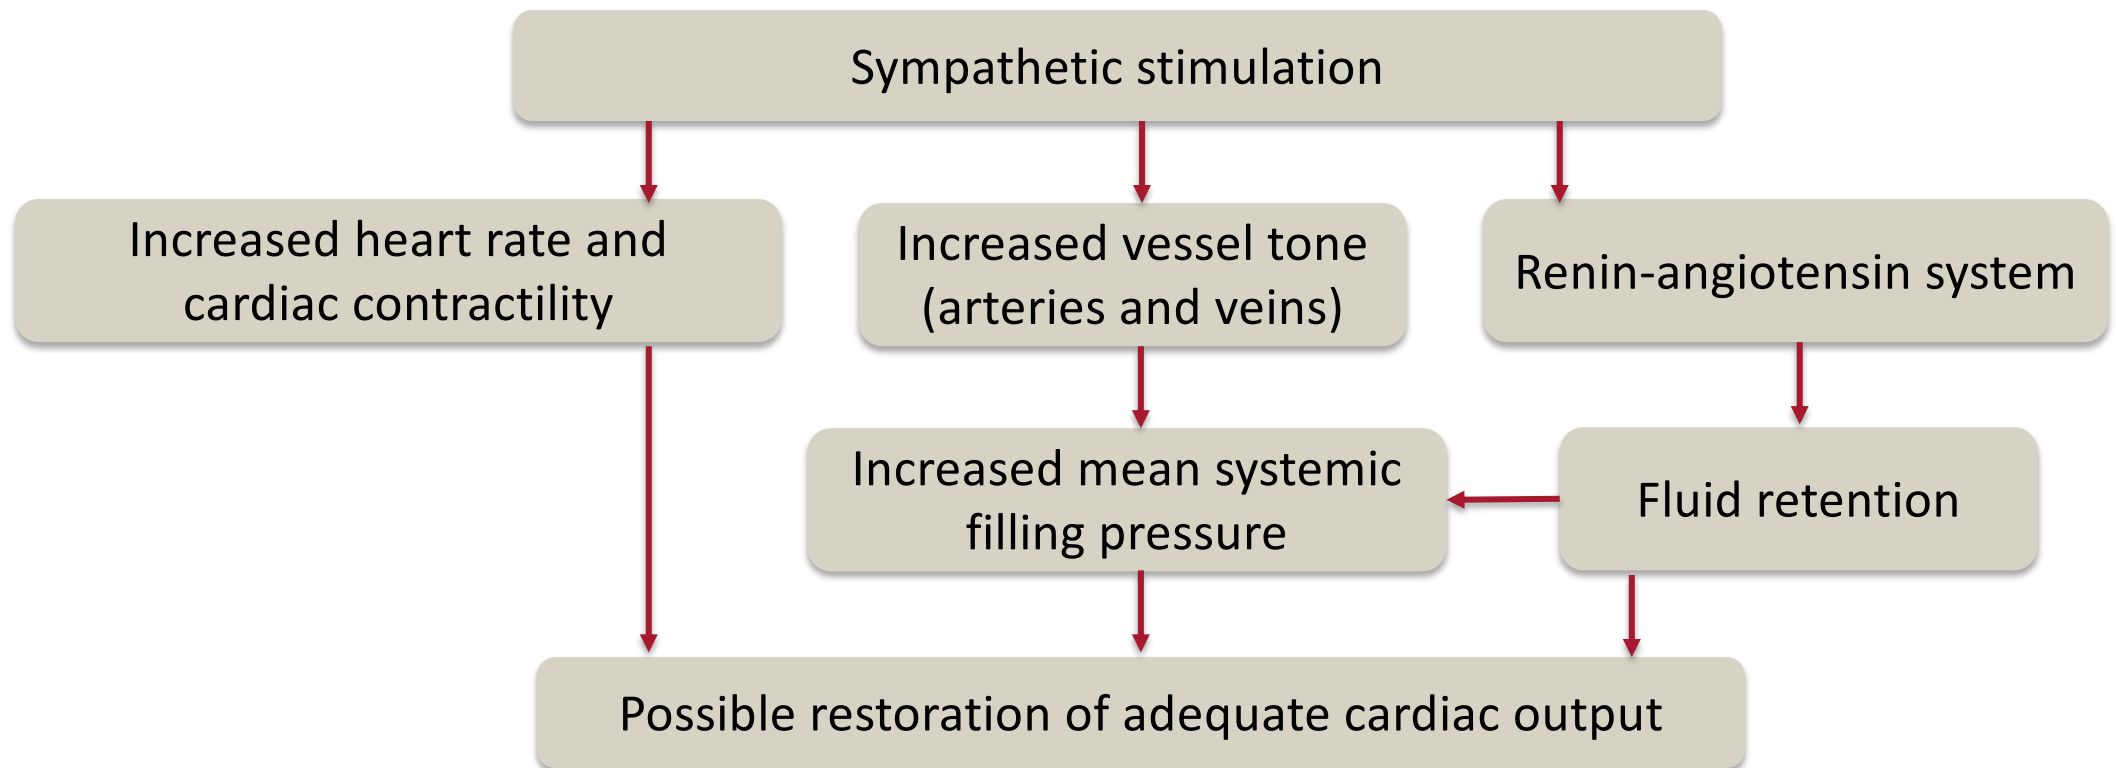 Sympathetic stimulation
Increased heart rate and
cardiac contractility
Increased vessel tone
(arteries and veins)
Renin-angiotensin system
Increased mean systemic
filling pressure
Fluid retention
Possible restoration of adequate cardiac output